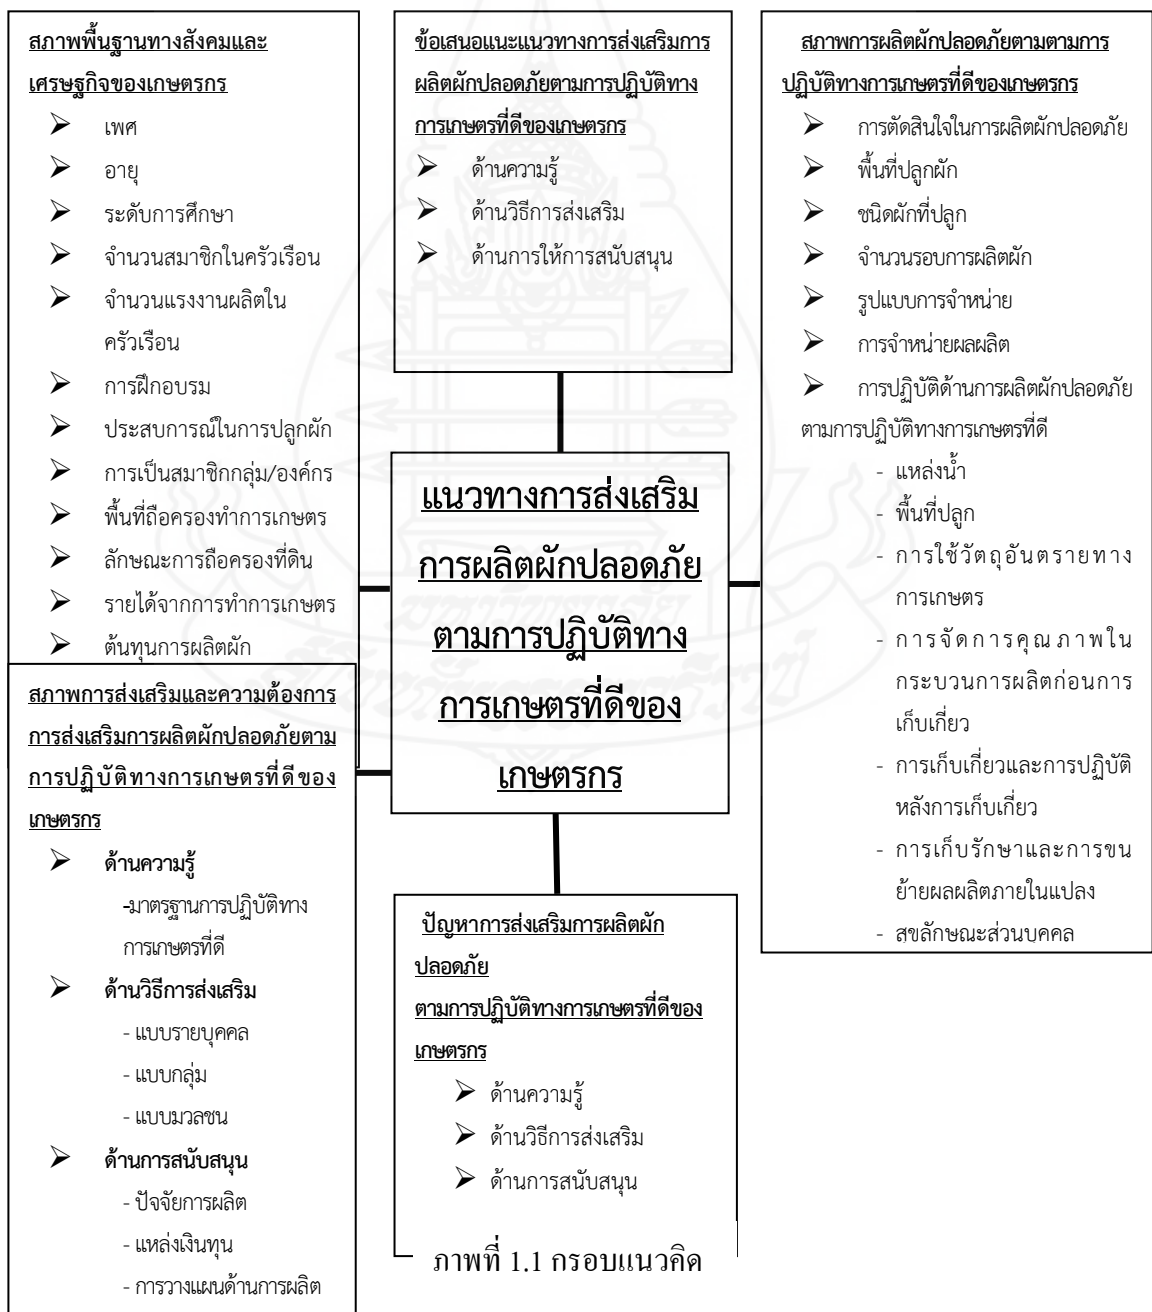 สภาพพื้นฐานทางสังคมและ
เศรษฐกิจของเกษตรกร
➢ เพศ
➢ อายุ
➢ ระดับการศึกษา
➢ จำนวนสมาชิกในครัวเรือน
➢ จำนวนแรงงานผลิตใน
ครัวเรือน
➢ การฝึกอบรม
➢ ประสบการณ์ในการปลูกผัก
➢ การเป็นสมาชิกกลุ่ม/องค์กร
➢ พื้นที่ถือครองทำการเกษตร
➢ ลักษณะการถือครองที่ดิน
➢ รายได้จากการทำการเกษตร
➢ ต้นทุนการผลิตผัก
สภาพการส่งเสริมและความต้องการ
การส่งเสริมการผลิตผักปลอดภัยตาม
การปฏิบัติทางการเกษตรที่ดีของ
เกษตรกร
➢ ด้านความรู้
-มาตรฐานการปฏิบัติทาง
การเกษตรที่ดี
➢ ด้านวิธีการส่งเสริม
- แบบรายบุคคล
- แบบกลุ่ม
- แบบมวลชน
➢ ด้านการสนับสนุน
- ปัจจัยการผลิต
- แหล่งเงินทุน
- การวางแผนด้านการผลิต
ข้อเสนอแนะแนวทางการส่งเสริมการ
ผลิตผักปลอดภัยตามการปฏิบัติทาง
การเกษตรที่ดีของเกษตรกร
➢ ด้านความรู้
➢ ด้านวิธีการส่งเสริม
➢ ด้านการให้การสนับสนุน
แนวทางการส่งเสริม
การผลิตผักปลอดภัย
ตามการปฏิบัติทาง
การเกษตรที่ดีของ
เกษตรกร
ปัญหาการส่งเสริมการผลิตผัก
ปลอดภัย
ตามการปฏิบัติทางการเกษตรที่ดีของ
เกษตรกร
➢ ด้านความรู้
➢ ด้านวิธีการส่งเสริม
➢ ด้านการสนับสนุน
สภาพการผลิตผักปลอดภัยตามตามการ
ปฏิบัติทางการเกษตรที่ดีของเกษตรกร
➢ การตัดสินใจในการผลิตผักปลอดภัย
➢ พื้นที่ปลูกผัก
➢ ชนิดผักที่ปลูก
➢ จำนวนรอบการผลิตผัก
➢ รูปแบบการจำหน่าย
➢ การจำหน่ายผลผลิต
➢ การปฏิบัติด้านการผลิตผักปลอดภัย
ตามการปฏิบัติทางการเกษตรที่ดี
- แหล่งน้ำ
- พื้นที่ปลูก
- การใช้วัตถุอันตรายทาง
การเกษตร
- การจัดการคุณภาพใน
กระบวนการผลิตก่อนการ
เก็บเกี่ยว
- การเก็บเกี่ยวและการปฏิบัติ
หลังการเก็บเกี่ยว
- การเก็บรักษาและการขน
ย้ายผลผลิตภายในแปลง
- สุขลักษณะส่วนบุคคล
ภาพที่ 1.1 กรอบแนวคิด